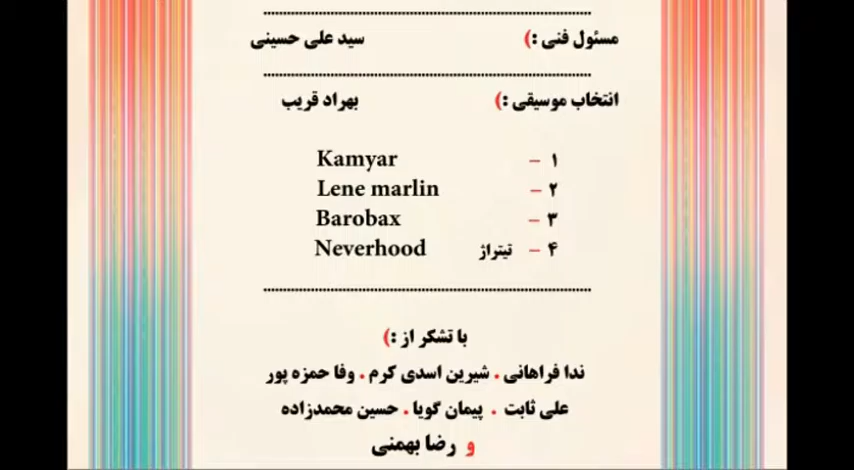 مسئول فنی :) سید علی حسینی
انتخاب موسیقی :) بهراد قریب
۱ - Kamyar
۲ - Lene marlin
۳ - Barobax
۴ - تیتراژ Neverhood
با تشکر از :)
ندا فراهانی . شیرین اسدی کرم . وفا حمزه پور
علی ثابت . پیمان گویا . حسین محمدزاده
و رضا بهمنی